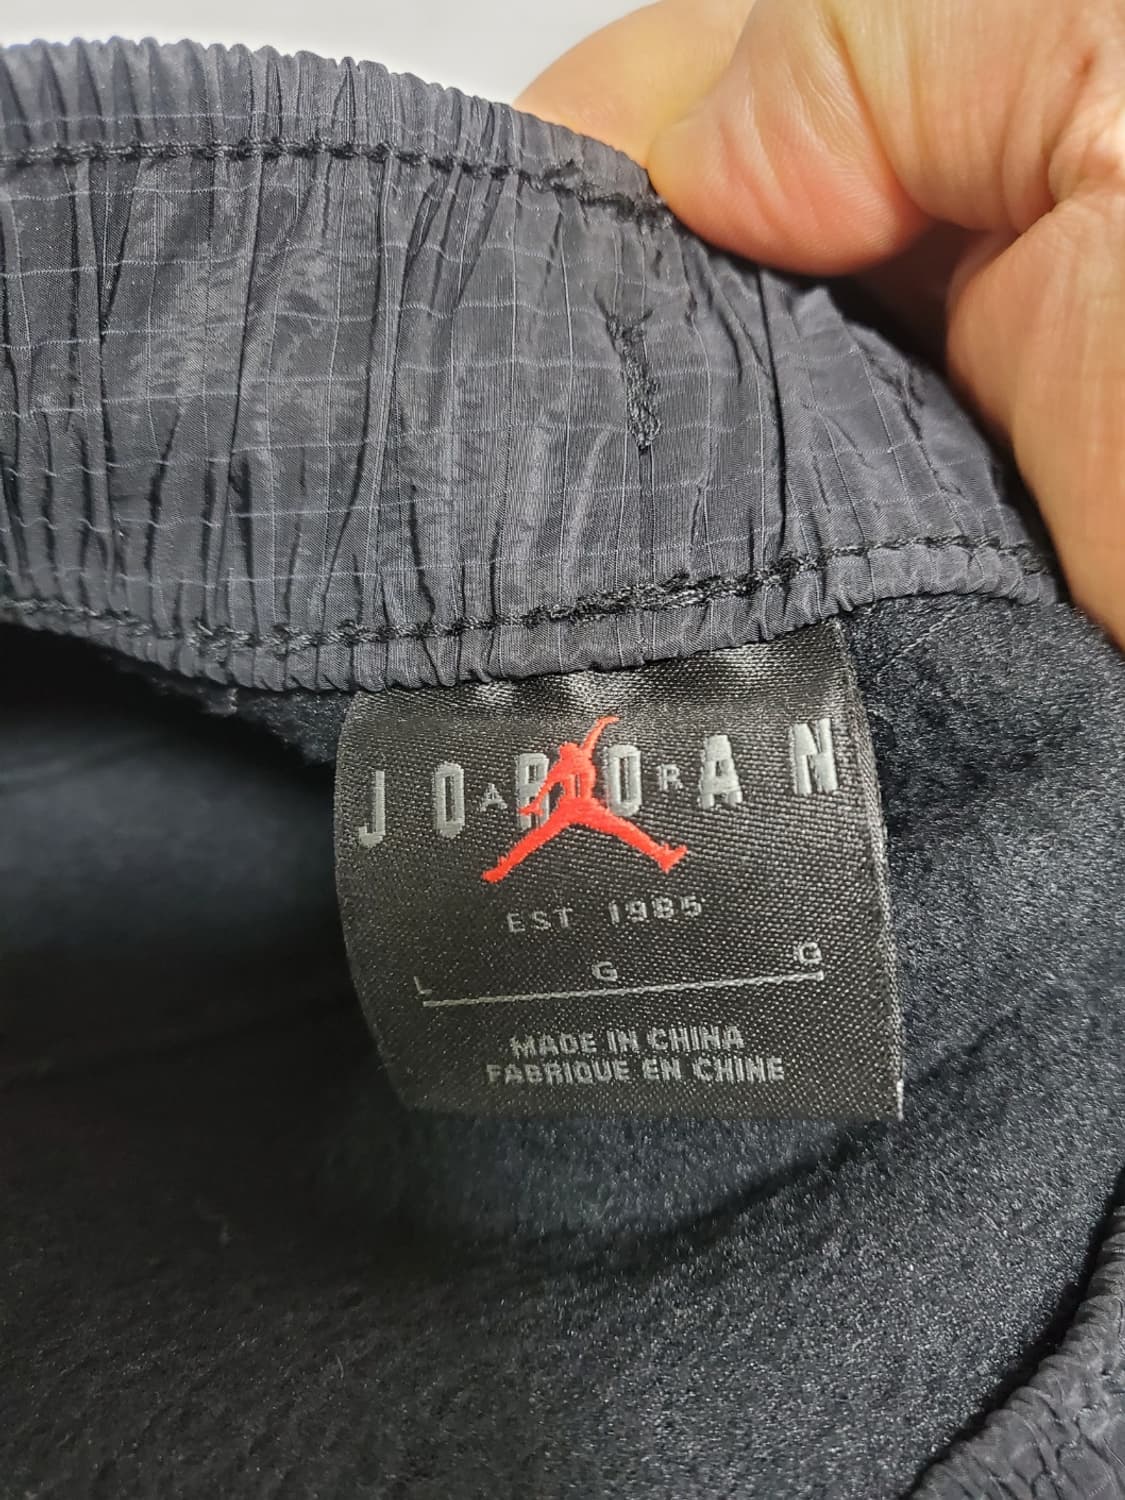 JORDAN
AIR
EST 1985
L G G
MADE IN CHINA
FABRIQUE EN CHINE